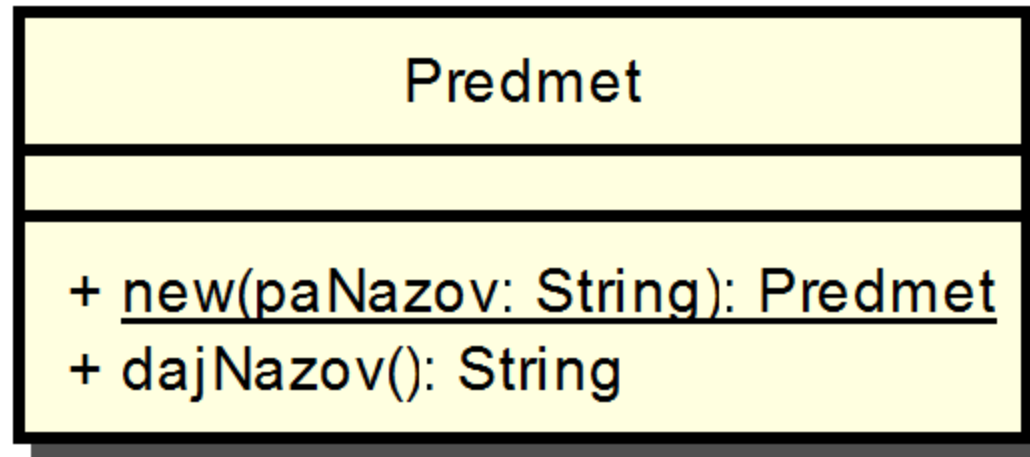 Predmet
+ new(paNazov: String): Predmet
+ dajNazov(): String